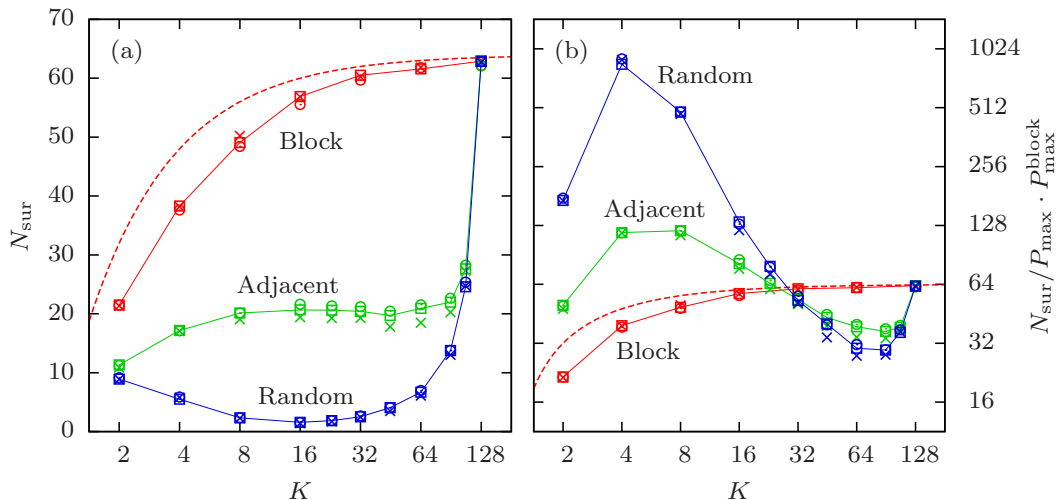 70
60
50
40
30
20
10
0
N_sur
(a)
Block
Adjacent
Random
2 4 8 16 32 64 128
K
(b)
Random
Adjacent
Block
2 4 8 16 32 64 128
K
1024
512
256
128
64
32
16
N_sur/P_max · P_max^block